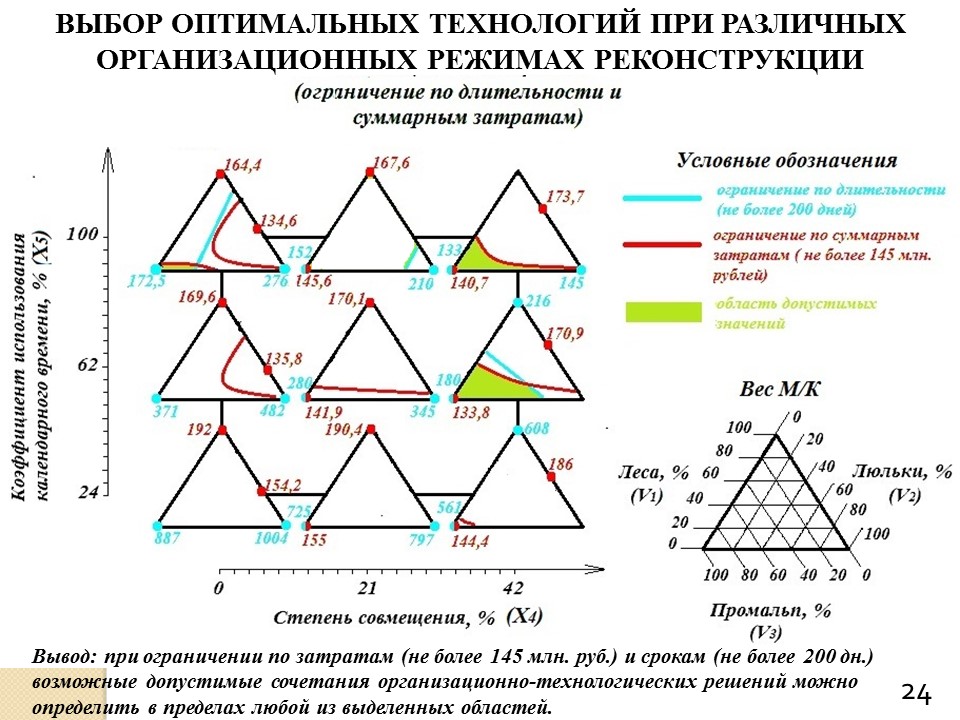 ВЫБОР ОПТИМАЛЬНЫХ ТЕХНОЛОГИЙ ПРИ РАЗЛИЧНЫХ
ОРГАНИЗАЦИОННЫХ РЕЖИМАХ РЕКОНСТРУКЦИИ
(ограничение по длительности и
суммарным затратам)
Условные обозначения
ограничение по длительности
(не более 200 дней)
ограничение по суммарным
затратам ( не более 145 млн.
рублей)
область допустимых
значений
Коэффициент использования
календарного времени, % (X5)
100
62
24
164,4
134,6
172,5
276
167,6
152
145,6
210
173,7
133
140,7
145
169,6
135,8
371
482
170,1
280
141,9
345
216
170,9
180
133,8
192
154,2
887
1004
190,4
725
155
797
608
186
561
144,4
0
21
42
Степень совмещения, % (X4)
Вес М/К
100
80
60
40
20
0
Леса, %
(V1)
0
20
40
60
80
100
Люльки, %
(V2)
100 80 60 40 20 0
Промальп, %
(V3)
Вывод: при ограничении по затратам (не более 145 млн. руб.) и срокам (не более 200 дн.)
возможные допустимые сочетания организационно-технологических решений можно
определить в пределах любой из выделенных областей.
24